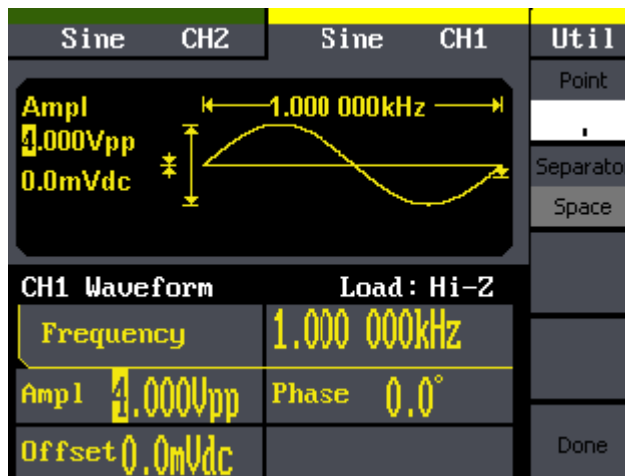 Sine CH2 Sine CH1 Util
Point
.
Separato
Space
Ampl
4.000Vpp
0.0mVdc
1.000 000kHz
CH1 Waveform Load: Hi-Z
Frequency 1.000 000kHz
Ampl 4.000Vpp Phase 0.0°
Offset 0.0mVdc
Done